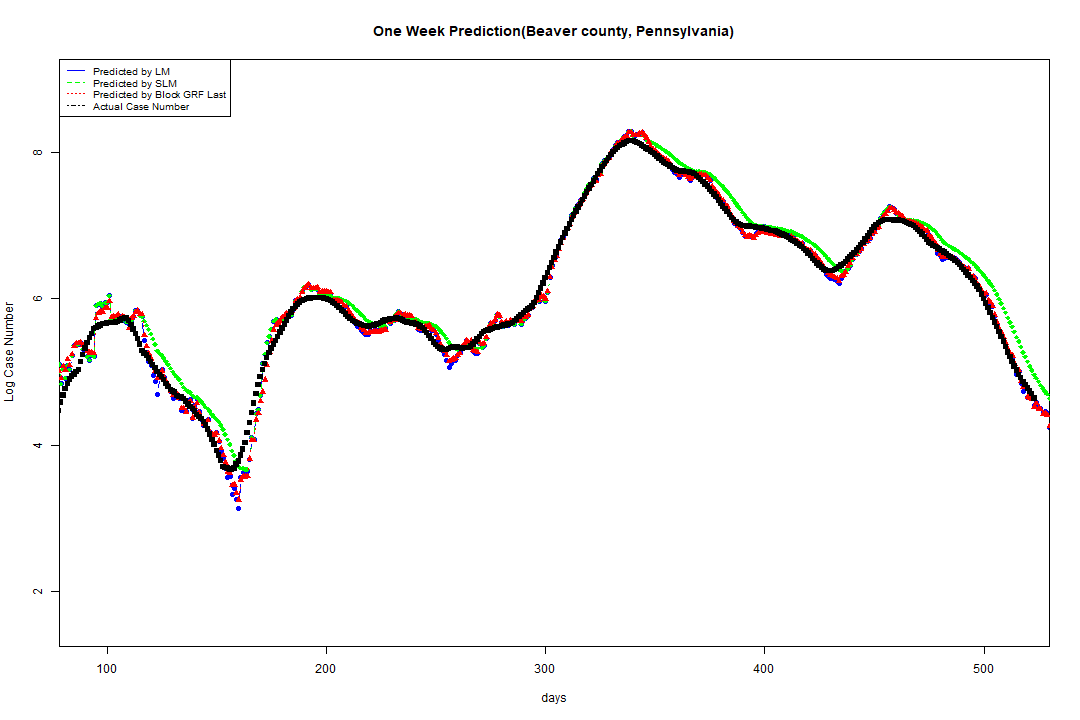 One Week Prediction(Beaver county, Pennsylvania)
Predicted by LM
Predicted by SLM
Predicted by Block GRF Last
Actual Case Number
8
6
4
2
Log Case Number
100 200 300 400 500
days